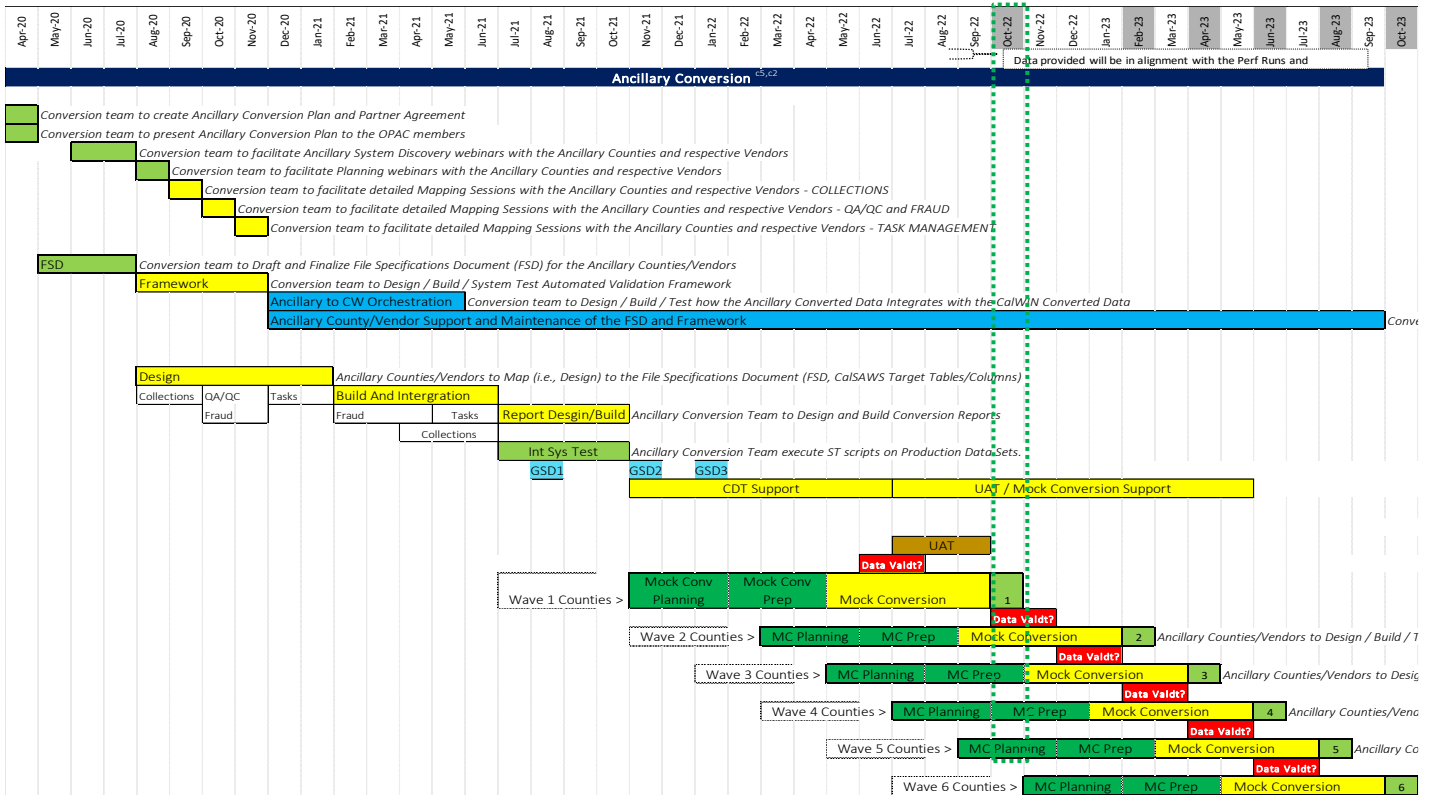 Apr-20 May-20 Jun-20 Jul-20 Aug-20 Sep-20 Oct-20 Nov-20 Dec-20 Jan-21 Feb-21 Mar-21 Apr-21 May-21 Jun-21 Jul-21 Aug-21 Sep-21 Oct-21 Nov-21 Dec-21 Jan-22 Feb-22 Mar-22 Apr-22 May-22 Jun-22 Jul-22 Aug-22 Sep-22 Oct-22 Nov-22 Dec-22 Jan-23 Feb-23 Mar-23 Apr-23 May-23 Jun-23 Jul-23 Aug-23 Sep-23 Oct-23
Data provided will be in alignment with the Perf Runs and
Ancillary Conversion c5,c2
Conversion team to create Ancillary Conversion Plan and Partner Agreement
Conversion team to present Ancillary Conversion Plan to the OPAC members
Conversion team to facilitate Ancillary System Discovery webinars with the Ancillary Counties and respective Vendors
Conversion team to facilitate Planning webinars with the Ancillary Counties and respective Vendors
Conversion team to facilitate detailed Mapping Sessions with the Ancillary Counties and respective Vendors - COLLECTIONS
Conversion team to facilitate detailed Mapping Sessions with the Ancillary Counties and respective Vendors - QA/QC and FRAUD
Conversion team to facilitate detailed Mapping Sessions with the Ancillary Counties and respective Vendors - TASK MANAGEMENT
FSD Conversion team to Draft and Finalize File Specifications Document (FSD) for the Ancillary Counties/Vendors
Framework Conversion team to Design / Build / System Test Automated Validation Framework
Ancillary to CW Orchestration Conversion team to Design / Build / Test how the Ancillary Converted Data Integrates with the CalWIN Converted Data
Ancillary County/Vendor Support and Maintenance of the FSD and Framework Conve
Design Ancillary Counties/Vendors to Map (i.e., Design) to the File Specifications Document (FSD, CalSAWS Target Tables/Columns)
Collections QA/QC Tasks Build And Intergration
Fraud Fraud Tasks Report Desgin/Build Ancillary Conversion Team to Design and Build Conversion Reports
Collections
Int Sys Test Ancillary Conversion Team execute ST scripts on Production Data Sets.
GSD1 GSD2 GSD3
CDT Support UAT / Mock Conversion Support
UAT
Data Valdt?
Mock Conv Mock Conv
Wave 1 Counties > Planning Prep Mock Conversion 1
Data Valdt?
Wave 2 Counties > MC Planning MC Prep Mock Conversion 2 Ancillary Counties/Vendors to Design / Build / T
Data Valdt?
Wave 3 Counties > MC Planning MC Prep Mock Conversion 3 Ancillary Counties/Vendors to Desig
Data Valdt?
Wave 4 Counties > MC Planning MC Prep Mock Conversion 4 Ancillary Counties/Vend
Data Valdt?
Wave 5 Counties > MC Planning MC Prep Mock Conversion 5 Ancillary Co
Data Valdt?
Wave 6 Counties > MC Planning MC Prep Mock Conversion 6